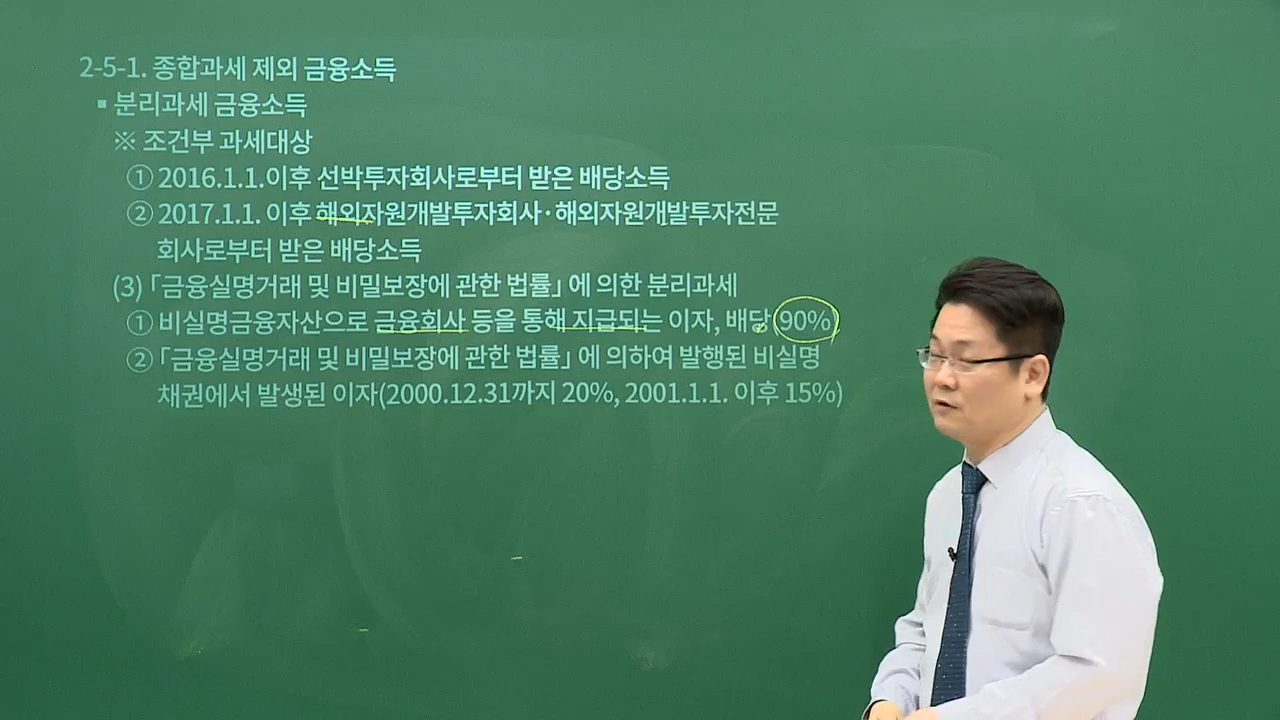 2-5-1. 종합과세 제외 금융소득
▪ 분리과세 금융소득
※ 조건부 과세대상
① 2016.1.1.이후 선박투자회사로부터 받은 배당소득
② 2017.1.1. 이후 해외자원개발투자회사·해외자원개발투자전문
회사로부터 받은 배당소득
(3) ｢금융실명거래 및 비밀보장에 관한 법률｣ 에 의한 분리과세
① 비실명금융자산으로 금융회사 등을 통해 지급되는 이자, 배당 90%)
② ｢금융실명거래 및 비밀보장에 관한 법률｣ 에 의하여 발행된 비실명
채권에서 발생된 이자(2000.12.31까지 20%, 2001.1.1. 이후 15%)